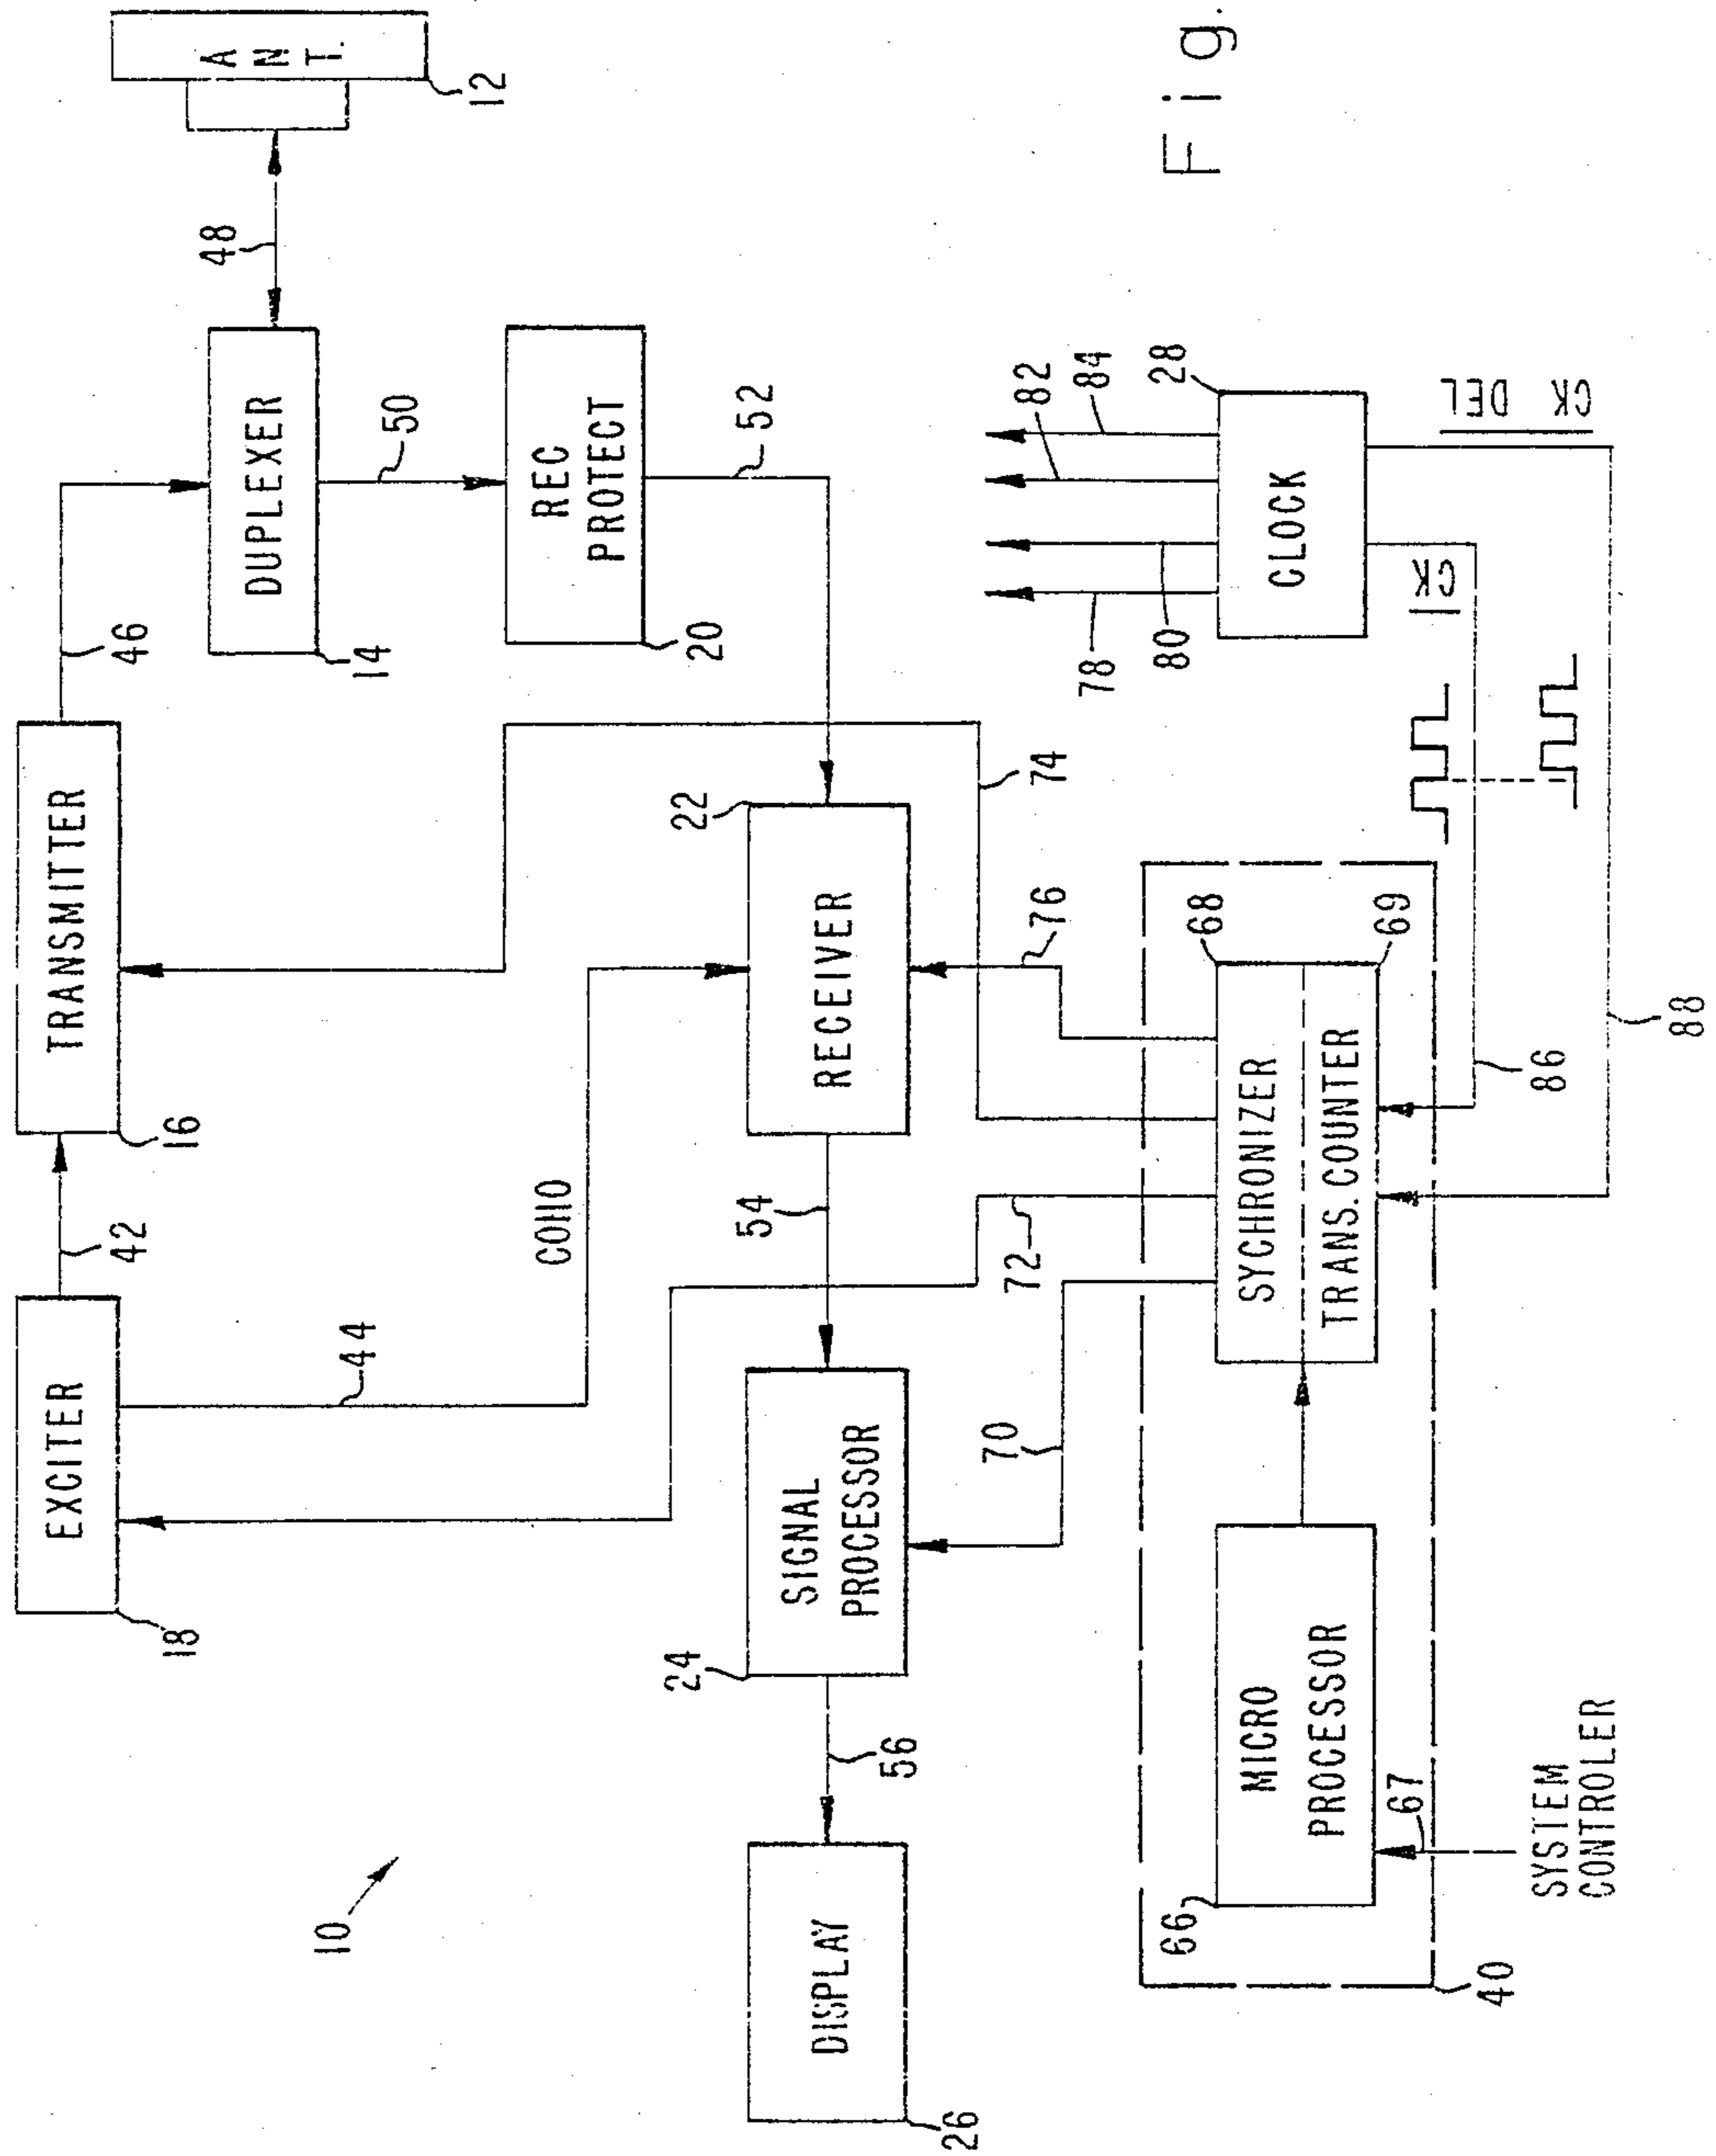 10
EXCITER
18
42
TRANSMITTER
16
46
44
COHO
DUPLEXER
14
48
ANT.
12
50
REC
PROTECT
20
52
DISPLAY
26
56
SIGNAL
PROCESSOR
24
54
RECEIVER
22
70
72
76
74
MICRO
PROCESSOR
66
67
SYSTEM
CONTROLER
40
SYCHRONIZER
68
TRANS. COUNTER
69
86
88
78
80
82
84
CLOCK
28
CK
CK DEL
Fig.